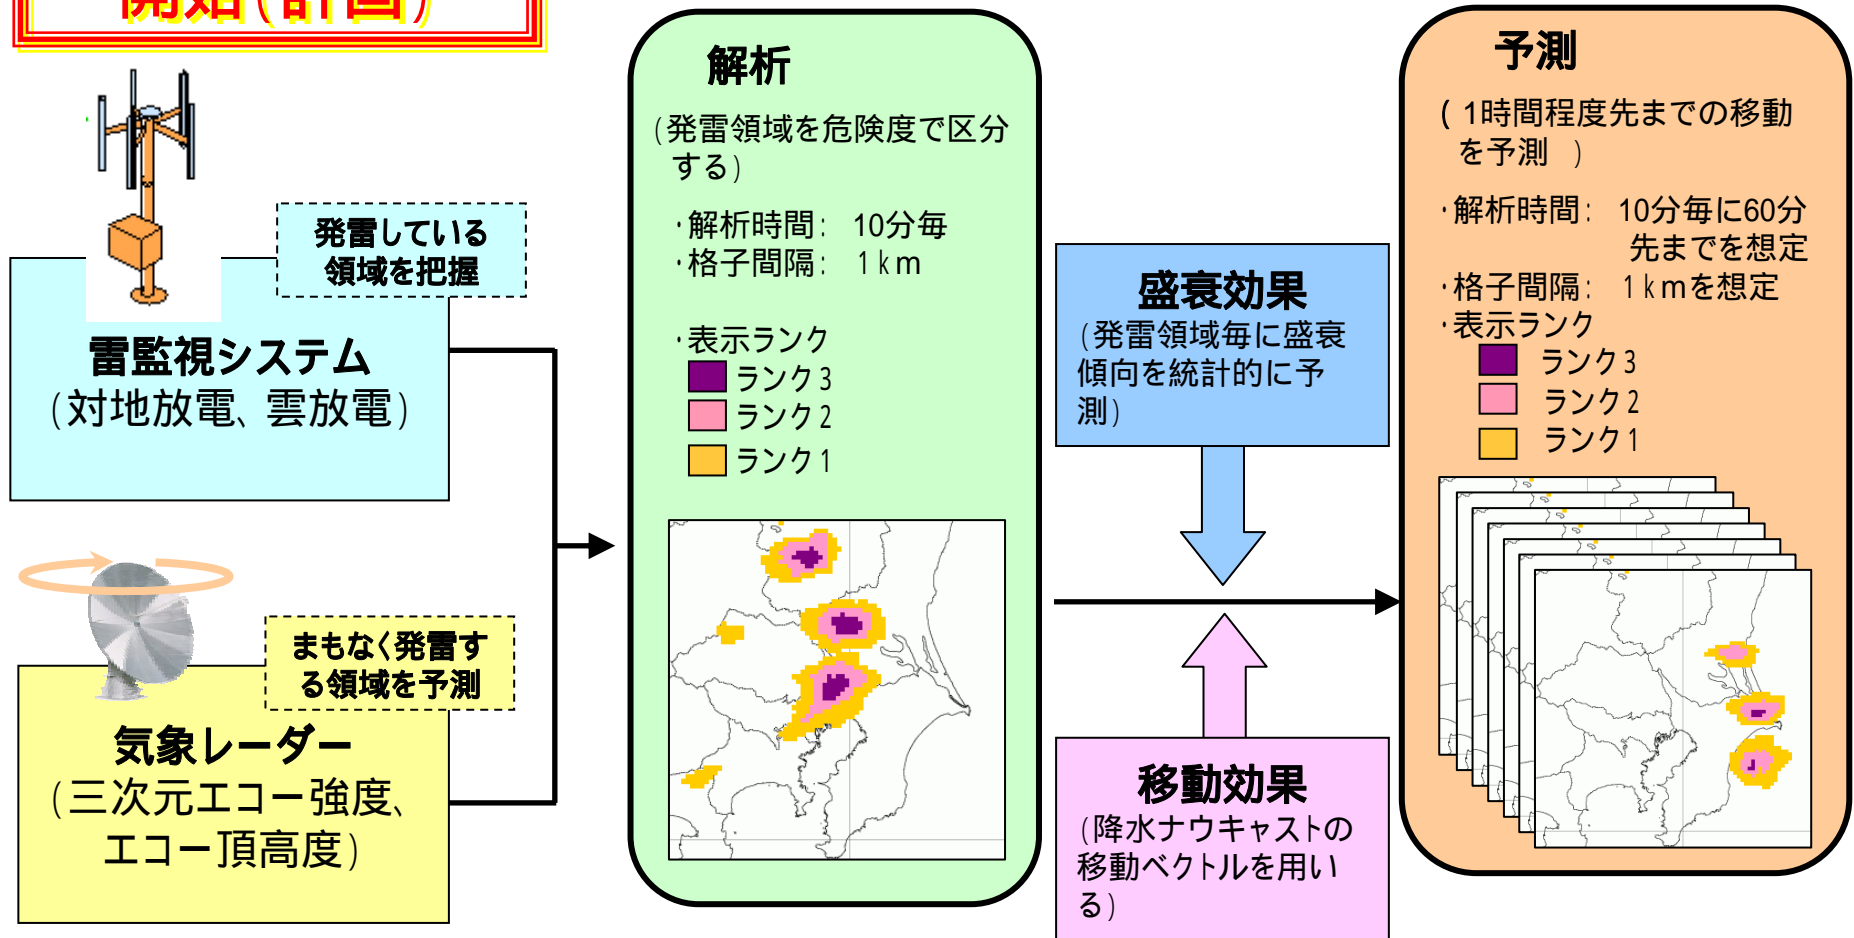 開始(計画)
発雷している
領域を把握
雷監視システム
(対地放電、雲放電)
まもなく発雷す
る領域を予測
気象レーダー
(三次元エコー強度、
エコー頂高度)
解析
(発雷領域を危険度で区分
する)
・解析時間: 10分毎
・格子間隔: 1km
・表示ランク
ランク3
ランク2
ランク1
盛衰効果
(発雷領域毎に盛衰
傾向を統計的に予
測)
移動効果
(降水ナウキャストの
移動ベクトルを用い
る)
予測
( 1時間程度先までの移動
を予測 )
・解析時間: 10分毎に60分
先までを想定
・格子間隔: 1kmを想定
・表示ランク
ランク3
ランク2
ランク1